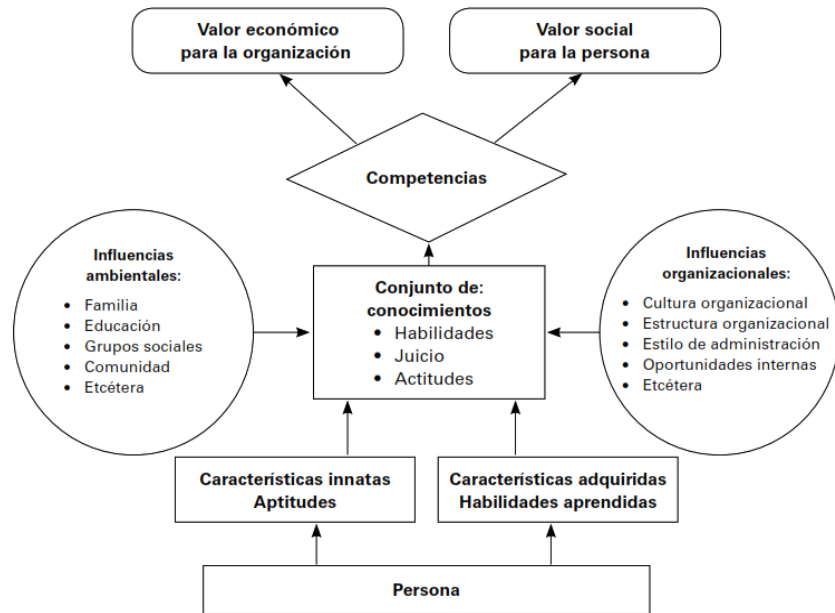 Valor económico
para la organización
Valor social
para la persona
Competencias
Influencias
ambientales:
• Familia
• Educación
• Grupos sociales
• Comunidad
• Etcétera
Conjunto de:
conocimientos
• Habilidades
• Juicio
• Actitudes
Influencias
organizacionales:
• Cultura organizacional
• Estructura organizacional
• Estilo de administración
• Oportunidades internas
• Etcétera
Características innatas
Aptitudes
Características adquiridas
Habilidades aprendidas
Persona